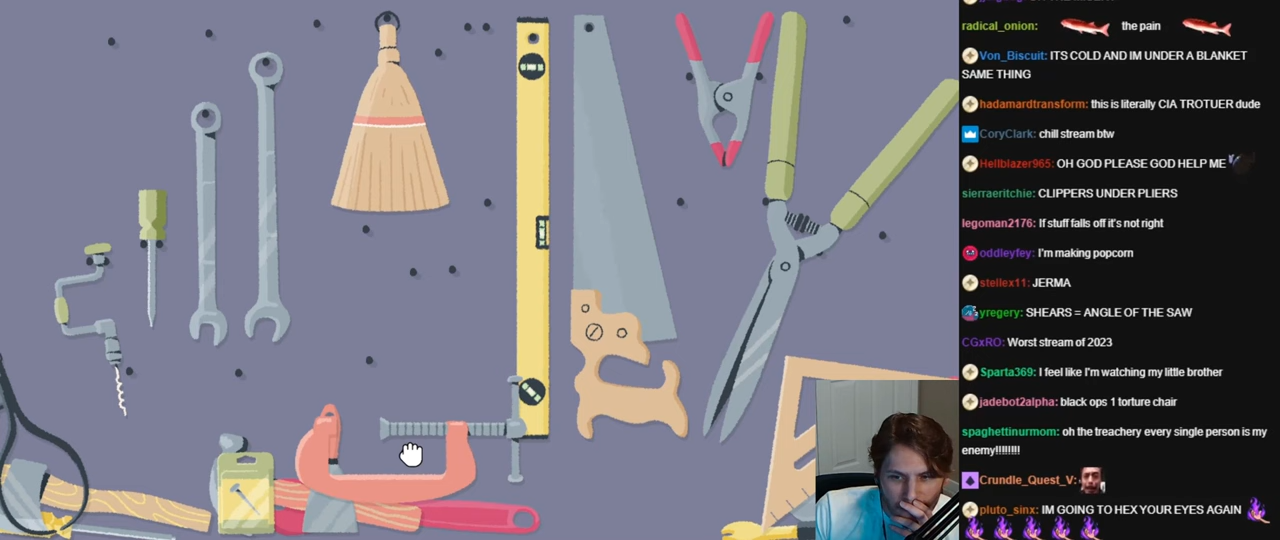 radical_onion: the pain
Von_Biscuit: ITS COLD AND IM UNDER A BLANKET
SAME THING
hadamardtransform: this is literally CIA TROTUER dude
CoryClark: chill stream btw
Hellblazer965: OH GOD PLEASE GOD HELP ME
sierraeritchie: CLIPPERS UNDER PLIERS
legoman2176: If stuff falls off it's not right
oddleyfey: I'm making popcorn
stellex11: JERMA
yregery: SHEARS = ANGLE OF THE SAW
CGxRO: Worst stream of 2023
Sparta369: I feel like I'm watching my little brother
jadebot2alpha: black ops 1 torture chair
spaghettinurmom: oh the treachery every single person is my
enemy!!!!!!!!
Crundle_Quest_V:
pluto_sinx: IM GOING TO HEX YOUR EYES AGAIN